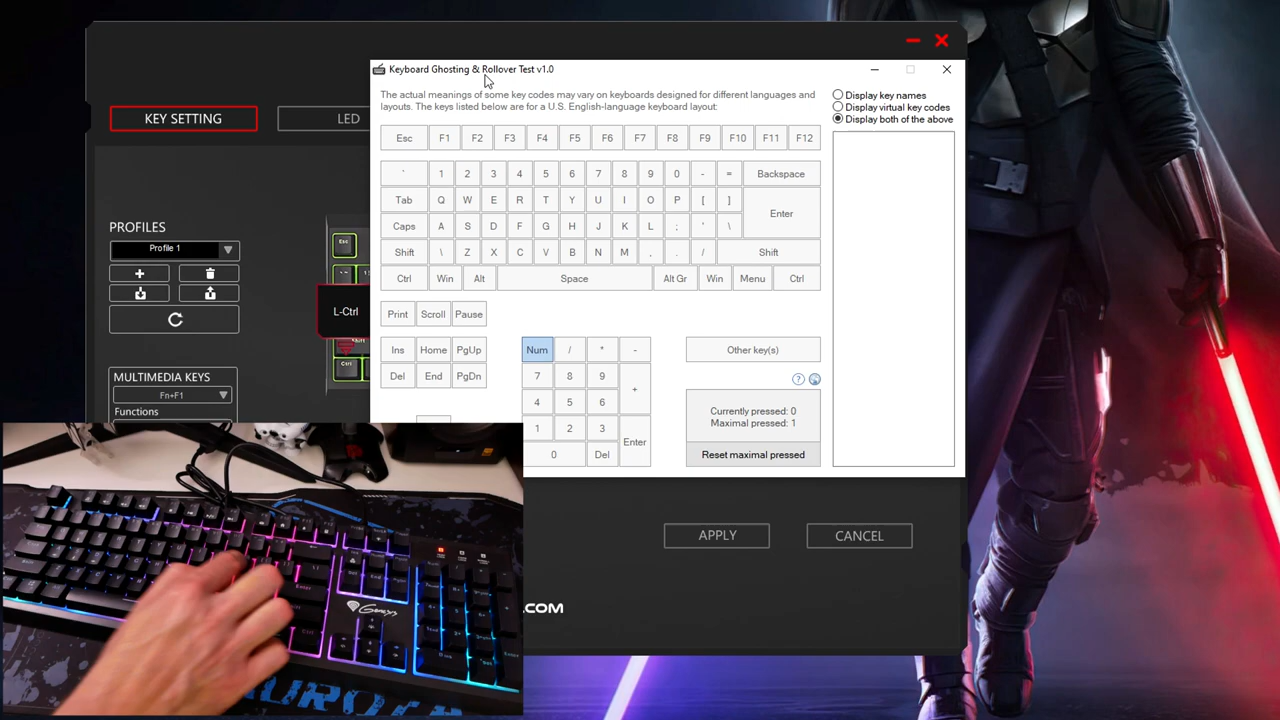 Keyboard Ghosting & Rollover Test v1.0
The actual meanings of some key codes may vary on keyboards designed for different languages and
layouts. The keys listed below are for a U.S. English-language keyboard layout:
Display key names
Display virtual key codes
Display both of the above
KEY SETTING
LED
Esc F1 F2 F3 F4 F5 F6 F7 F8 F9 F10 F11 F12
' 1 2 3 4 5 6 7 8 9 0 - = Backspace
Tab Q W E R T Y U I O P [ ] Enter
Caps A S D F G H J K L ; ' \
Shift \ Z X C V B N M , . / Shift
Ctrl Win Alt Space Alt Gr Win Menu Ctrl
Print Scroll Pause
Ins Home PgUp
Del End PgDn
Num / * -
7 8 9 +
4 5 6
1 2 3 Enter
0 Del
Other key(s)
?
Currently pressed: 0
Maximal pressed: 1
Reset maximal pressed
PROFILES
Profile 1
Esc
L-Ctrl
Shift
Ctrl
MULTIMEDIA KEYS
Fn+F1
Functions
APPLY
CANCEL
.COM
Genesis